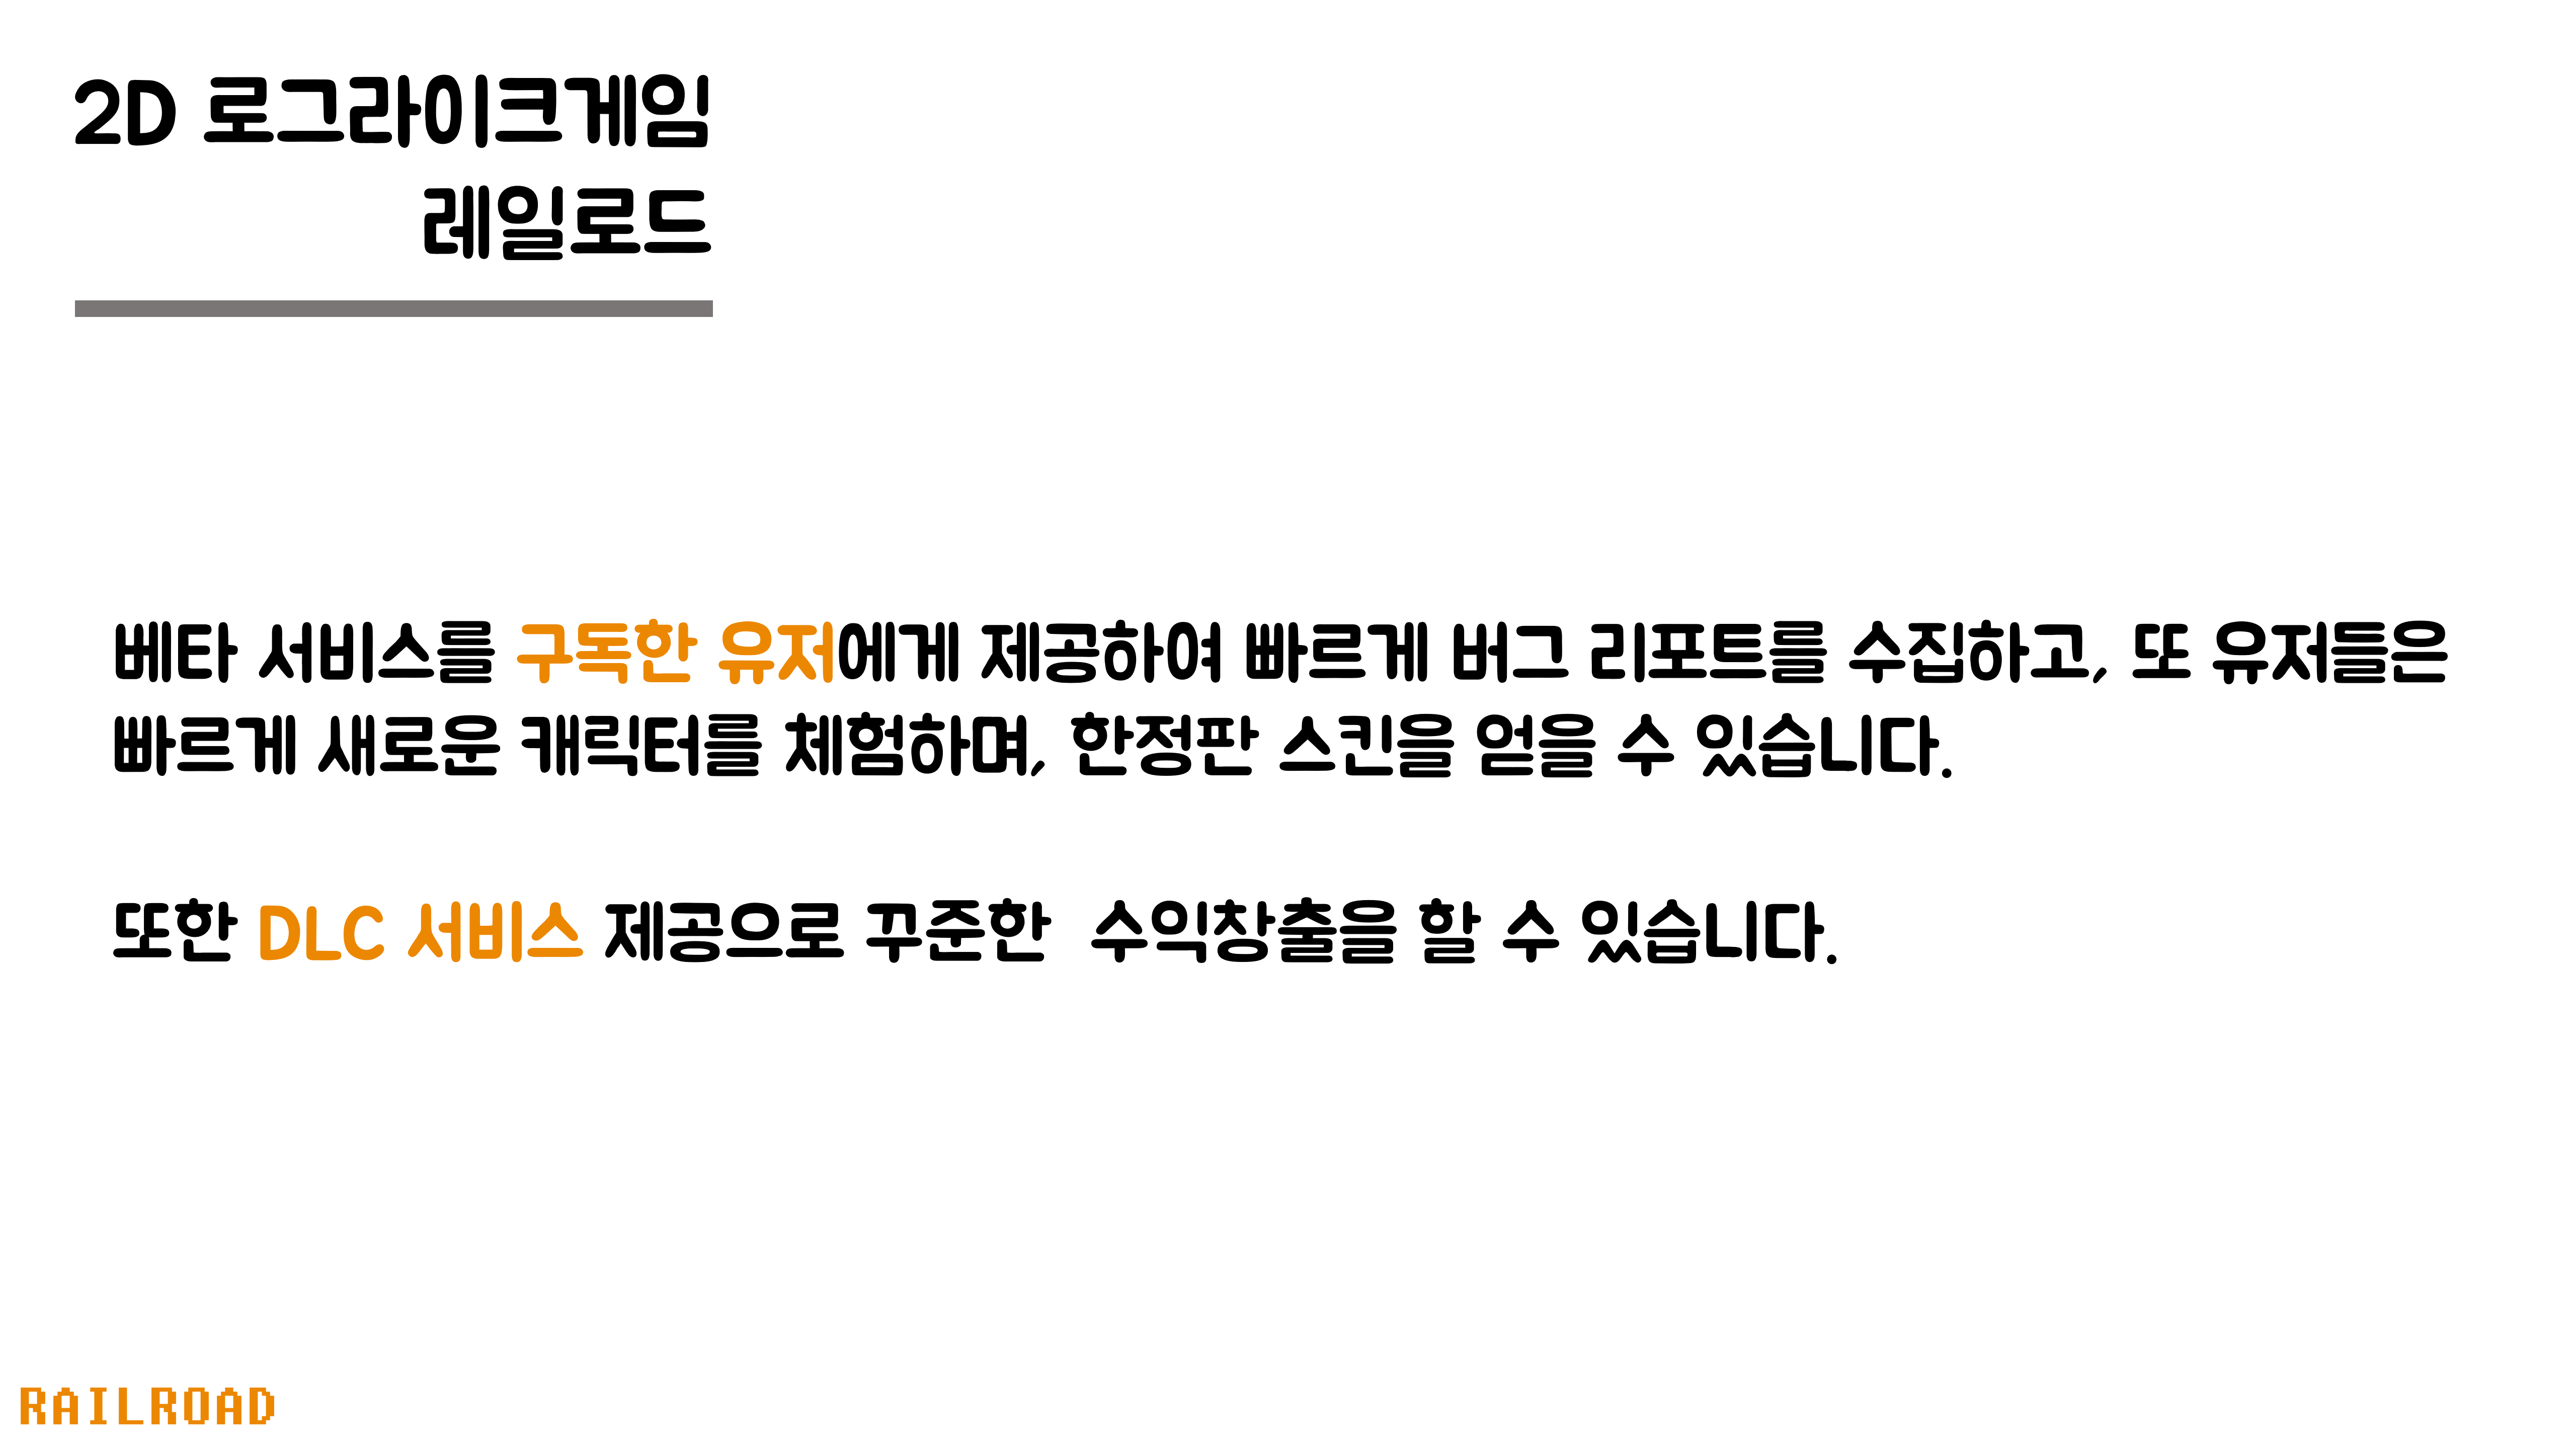 2D 로그라이크게임
레일로드
베타 서비스를 구독한 유저에게 제공하여 빠르게 버그 리포트를 수집하고, 또 유저들은
빠르게 새로운 캐릭터를 체험하며, 한정판 스킨을 얻을 수 있습니다.
또한 DLC 서비스 제공으로 꾸준한  수익창출을 할 수 있습니다.
RAILROAD